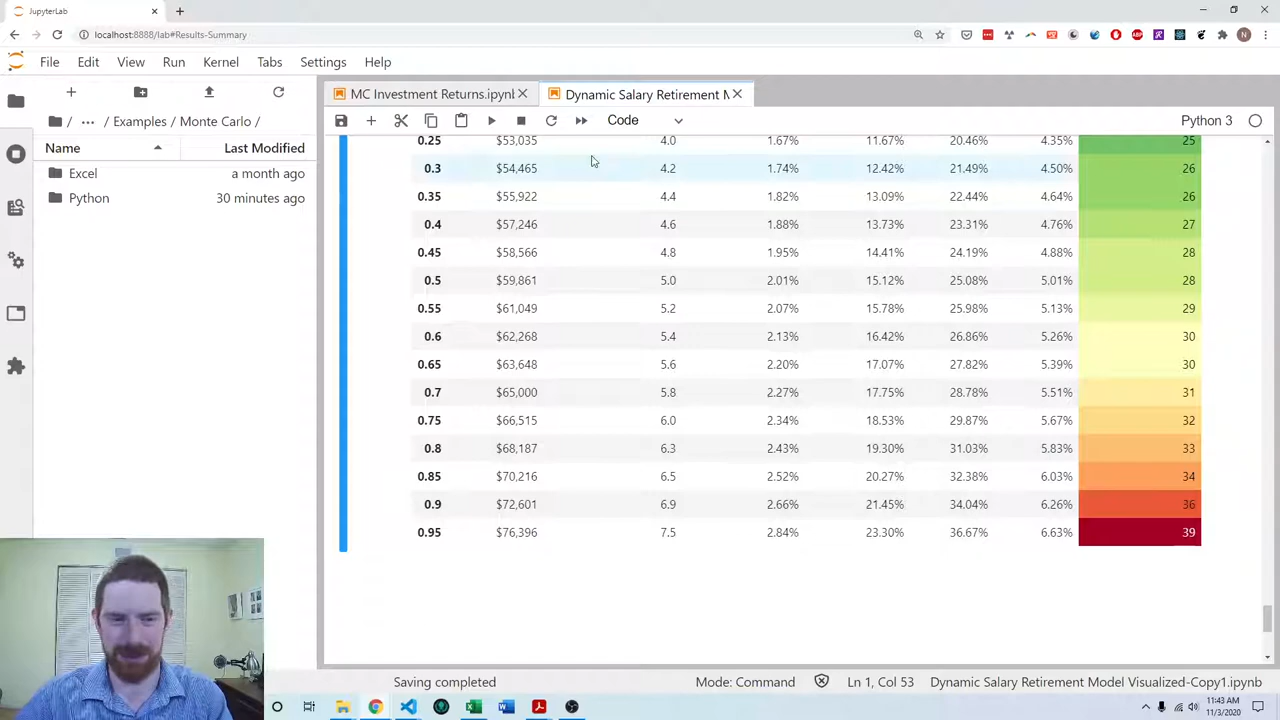 JupyterLab
localhost:8888/lab#Results-Summary
N
File Edit View Run Kernel Tabs Settings Help
MC Investment Returns.ipynb
Dynamic Salary Retirement M
Code
Python 3
/ ... / Examples / Monte Carlo /
Name Last Modified
Excel a month ago
Python 30 minutes ago
0.25 $53,035 4.0 1.67% 11.67% 20.46% 4.35% 25
0.3 $54,465 4.2 1.74% 12.42% 21.49% 4.50% 26
0.35 $55,922 4.4 1.82% 13.09% 22.44% 4.64% 26
0.4 $57,246 4.6 1.88% 13.73% 23.31% 4.76% 27
0.45 $58,566 4.8 1.95% 14.41% 24.19% 4.88% 28
0.5 $59,861 5.0 2.01% 15.12% 25.08% 5.01% 28
0.55 $61,049 5.2 2.07% 15.78% 25.98% 5.13% 29
0.6 $62,268 5.4 2.13% 16.42% 26.86% 5.26% 30
0.65 $63,648 5.6 2.20% 17.07% 27.82% 5.39% 30
0.7 $65,000 5.8 2.27% 17.75% 28.78% 5.51% 31
0.75 $66,515 6.0 2.34% 18.53% 29.87% 5.67% 32
0.8 $68,187 6.3 2.43% 19.30% 31.03% 5.83% 33
0.85 $70,216 6.5 2.52% 20.27% 32.38% 6.03% 34
0.9 $72,601 6.9 2.66% 21.45% 34.04% 6.26% 36
0.95 $76,396 7.5 2.84% 23.30% 36.67% 6.63% 39
Saving completed
Mode: Command
Ln 1, Col 53
Dynamic Salary Retirement Model Visualized-Copy1.ipynb
11:43 AM
11/3/2020